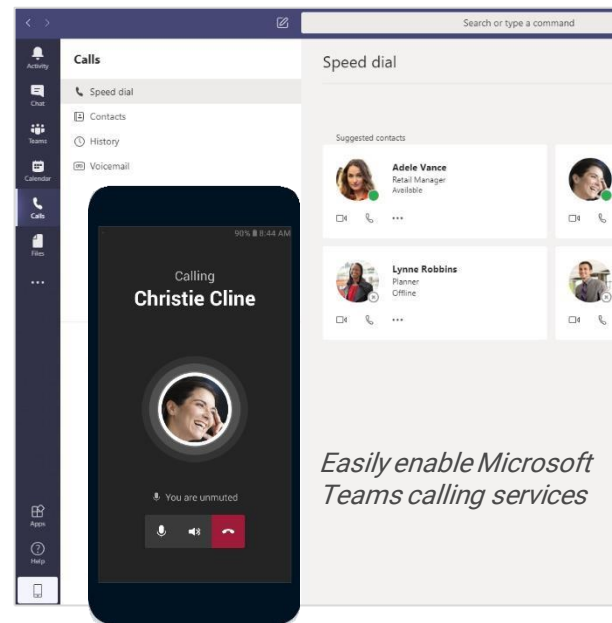 Search or type a command
Activity
Chat
Teams
Calendar
Calls
Files
Apps
Help
Calls
Speed dial
Contacts
History
Voicemail
Speed dial
Suggested contacts
Adele Vance
Retail Manager
Available
Lynne Robbins
Planner
Offline
90% 8:44 AM
Calling
Christie Cline
You are unmuted
Easily enable Microsoft
Teams calling services